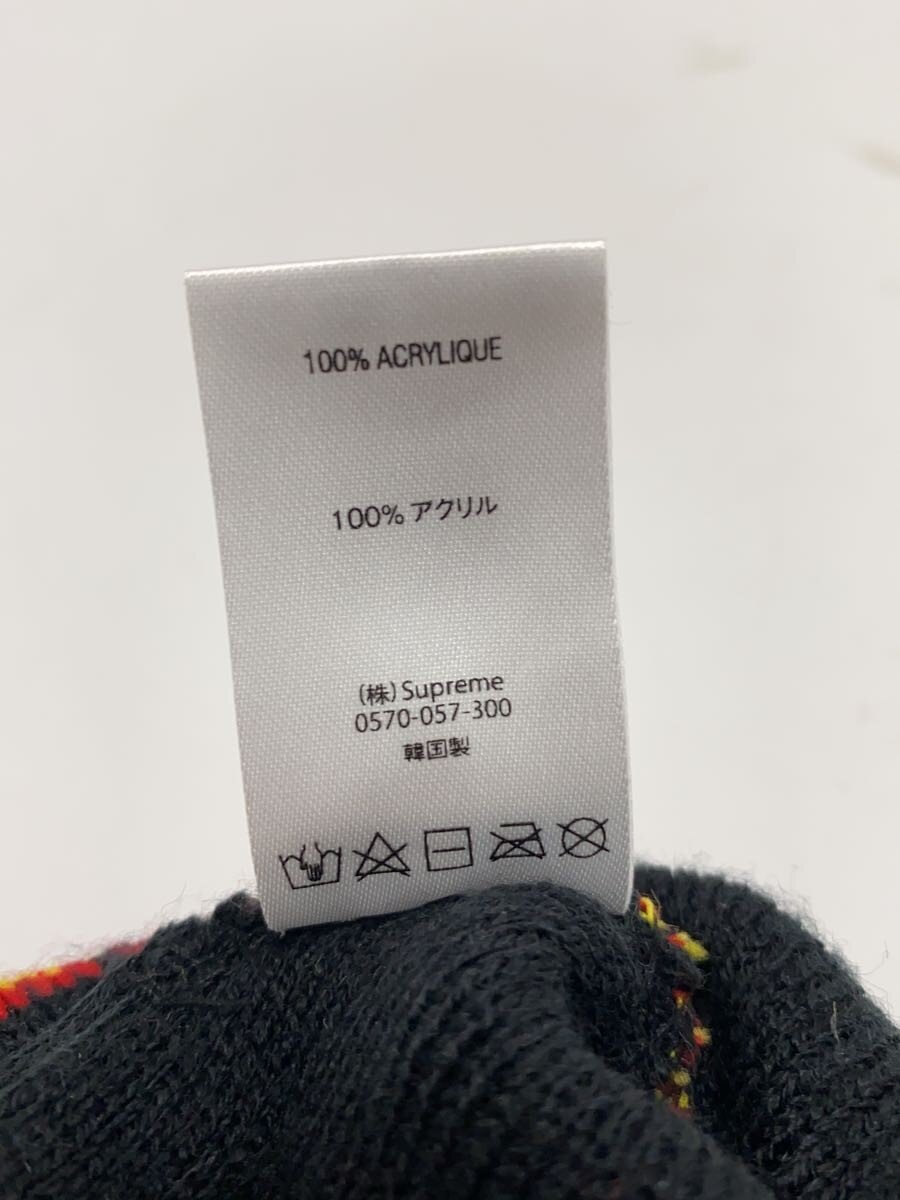 100% ACRYLIQUE
100% アクリル
(株) Supreme
0570-057-300
韓国製